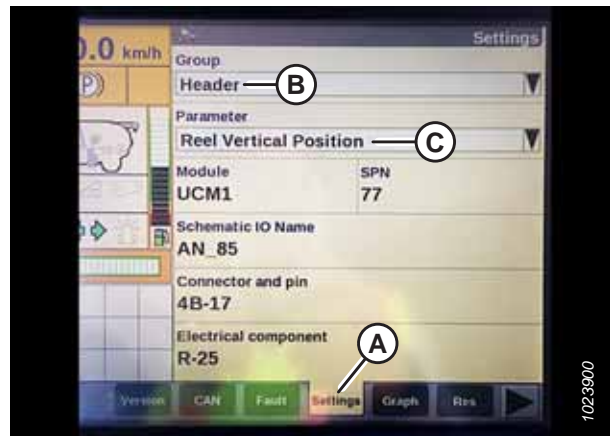 .0 km/h
Settings
(P)
Group
Header
B
Parameter
Reel Vertical Position
C
Module SPN
UCM1 77
Schematic IO Name
AN_85
Connector and pin
4B-17
Electrical component
R-25
A
Version CAN Fault Settings Graph Res
1023900